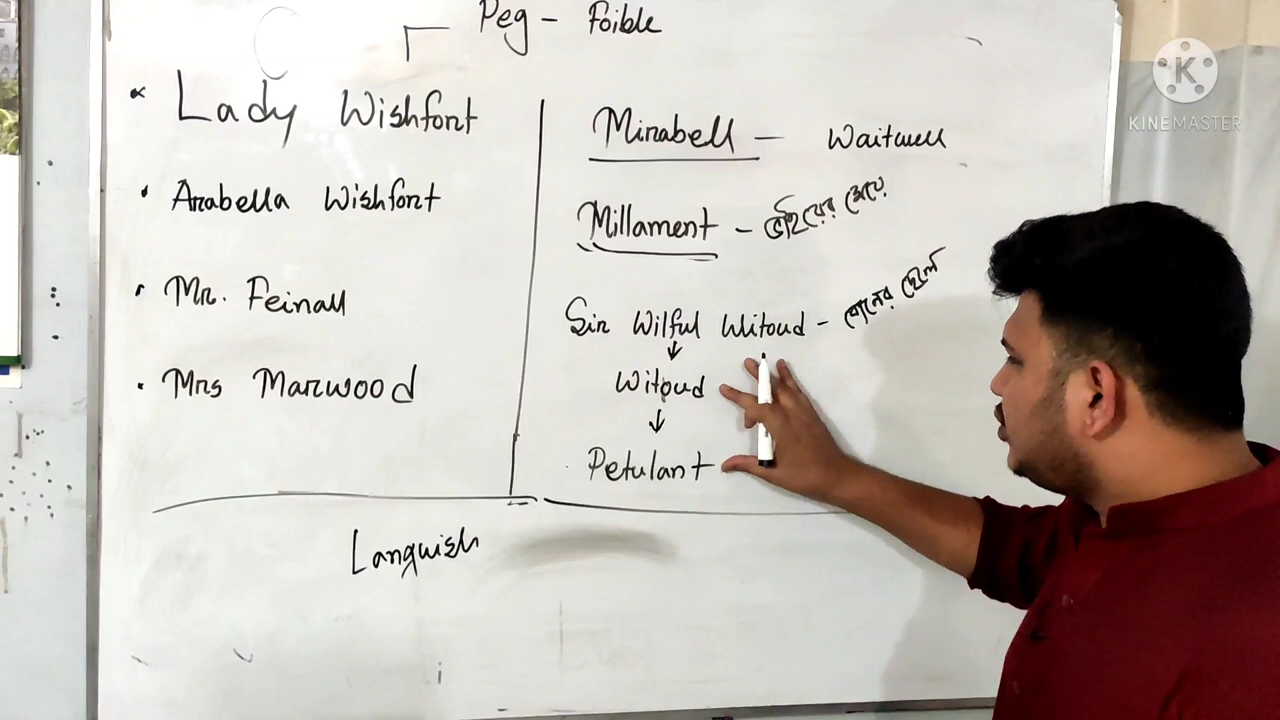 Peg - Foible
Lady Wishfort
Arabella Wishfort
Mr. Feinall
Mrs Marwood
Mirabell - Waitwell
Millament - ভাইয়ের মেয়ে
Sir Wilful Witoud - বোনের ছেলে
↓
Witoud
↓
Petulant
Languish
KINEMASTER